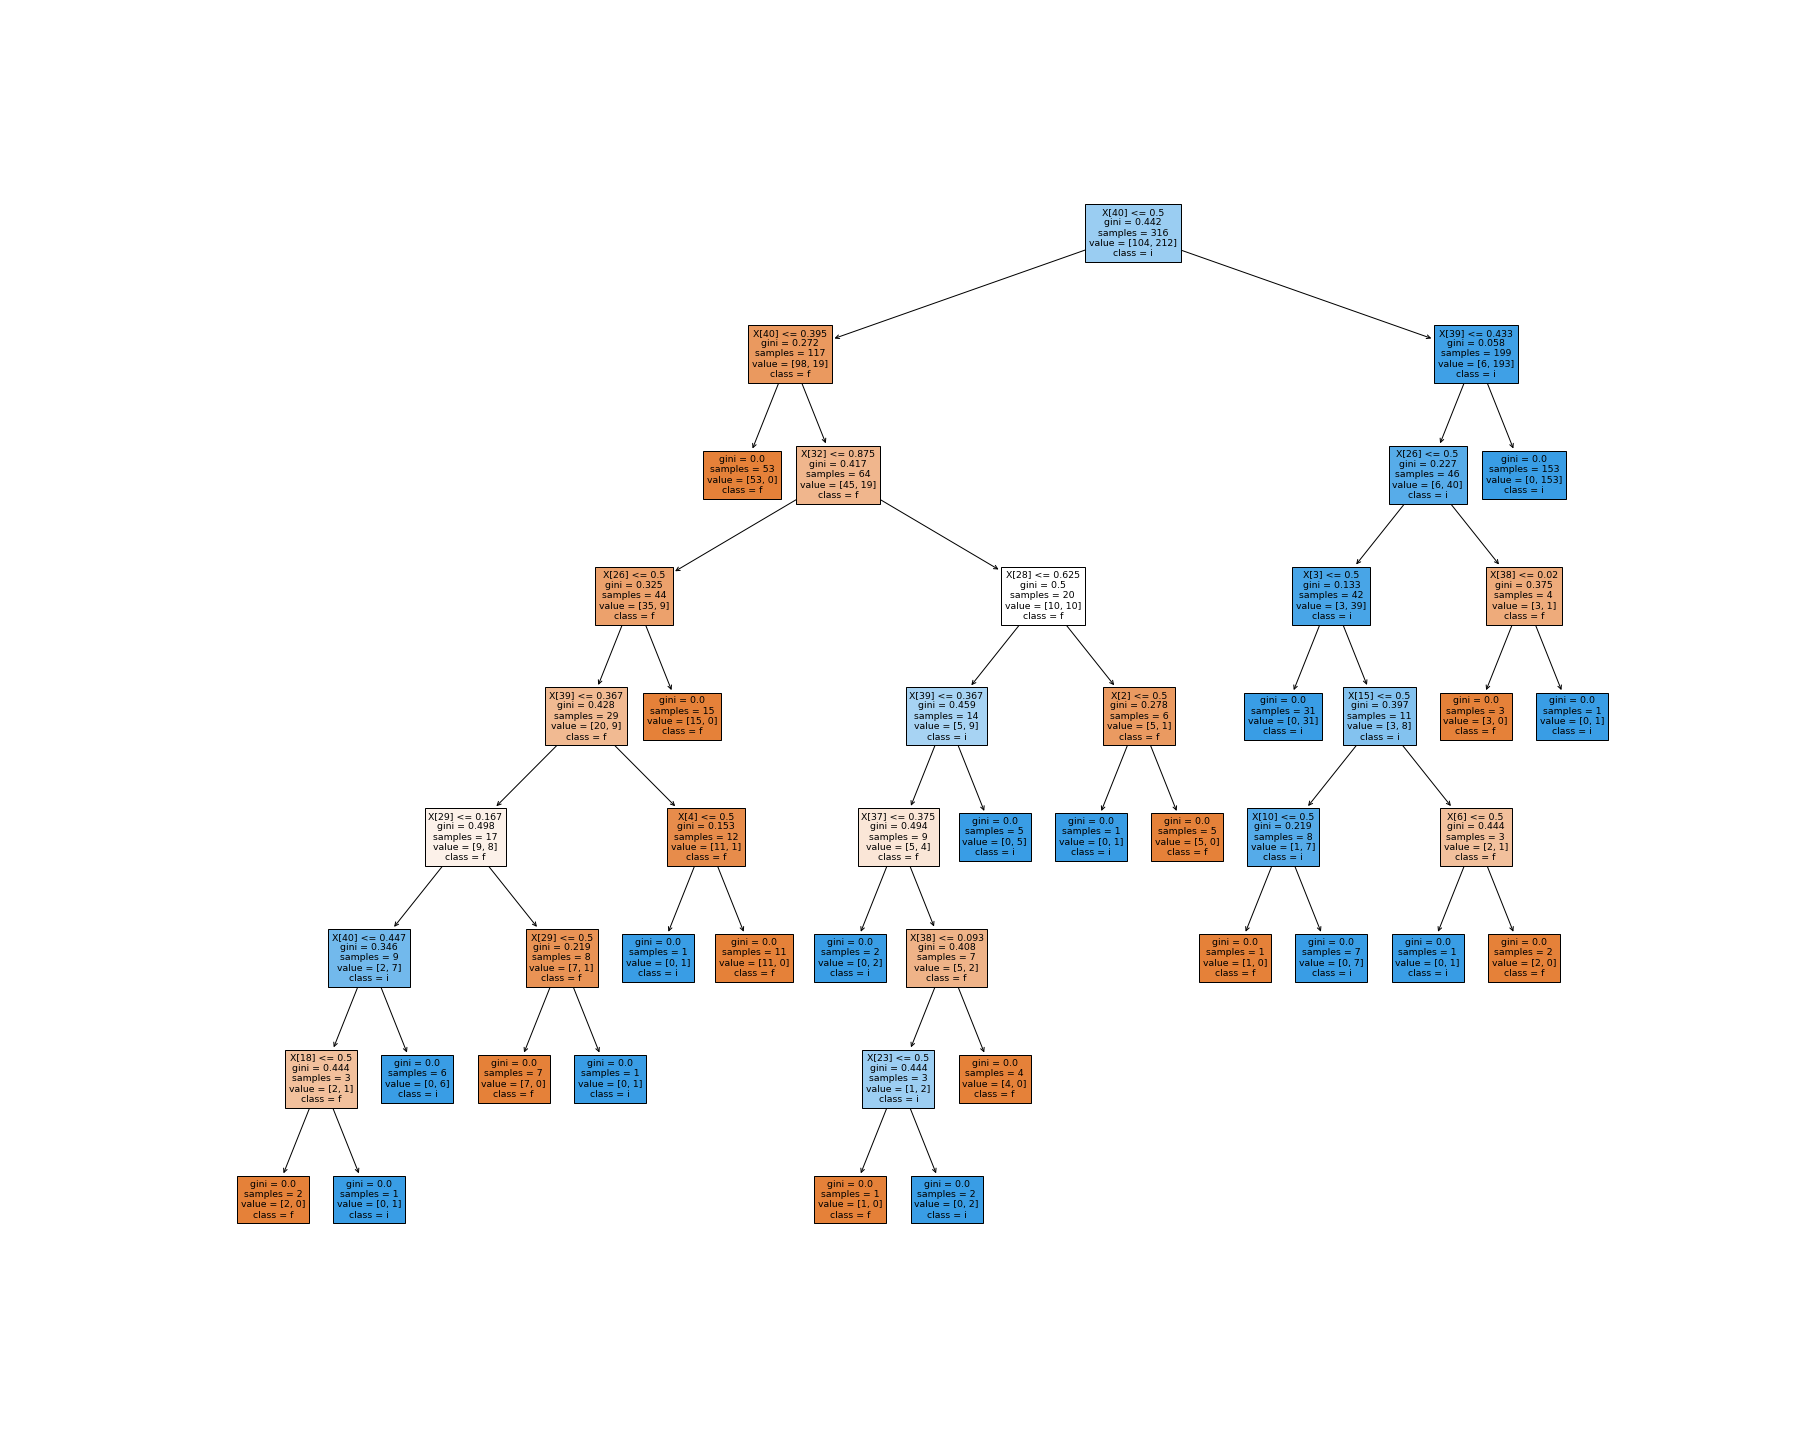 X[40] <= 0.5
gini = 0.442
samples = 316
value = [104, 212]
class = i
X[40] <= 0.395
gini = 0.272
samples = 117
value = [98, 19]
class = f
X[39] <= 0.433
gini = 0.058
samples = 199
value = [6, 193]
class = i
gini = 0.0
samples = 53
value = [53, 0]
class = f
X[32] <= 0.875
gini = 0.417
samples = 64
value = [45, 19]
class = f
X[26] <= 0.5
gini = 0.227
samples = 46
value = [6, 40]
class = i
gini = 0.0
samples = 153
value = [0, 153]
class = i
X[26] <= 0.5
gini = 0.325
samples = 44
value = [35, 9]
class = f
X[28] <= 0.625
gini = 0.5
samples = 20
value = [10, 10]
class = f
X[3] <= 0.5
gini = 0.133
samples = 42
value = [3, 39]
class = i
X[38] <= 0.02
gini = 0.375
samples = 4
value = [3, 1]
class = f
X[39] <= 0.367
gini = 0.428
samples = 29
value = [20, 9]
class = f
gini = 0.0
samples = 15
value = [15, 0]
class = f
X[39] <= 0.367
gini = 0.459
samples = 14
value = [5, 9]
class = i
X[2] <= 0.5
gini = 0.278
samples = 6
value = [5, 1]
class = f
gini = 0.0
samples = 31
value = [0, 31]
class = i
X[15] <= 0.5
gini = 0.397
samples = 11
value = [3, 8]
class = i
gini = 0.0
samples = 3
value = [3, 0]
class = f
gini = 0.0
samples = 1
value = [0, 1]
class = i
X[29] <= 0.167
gini = 0.498
samples = 17
value = [9, 8]
class = f
X[4] <= 0.5
gini = 0.153
samples = 12
value = [11, 1]
class = f
X[37] <= 0.375
gini = 0.494
samples = 9
value = [5, 4]
class = f
gini = 0.0
samples = 5
value = [0, 5]
class = i
gini = 0.0
samples = 1
value = [0, 1]
class = i
gini = 0.0
samples = 5
value = [5, 0]
class = f
X[10] <= 0.5
gini = 0.219
samples = 8
value = [1, 7]
class = i
X[6] <= 0.5
gini = 0.444
samples = 3
value = [2, 1]
class = f
X[40] <= 0.447
gini = 0.346
samples = 9
value = [2, 7]
class = i
X[29] <= 0.5
gini = 0.219
samples = 8
value = [7, 1]
class = f
gini = 0.0
samples = 1
value = [0, 1]
class = i
gini = 0.0
samples = 11
value = [11, 0]
class = f
gini = 0.0
samples = 2
value = [0, 2]
class = i
X[38] <= 0.093
gini = 0.408
samples = 7
value = [5, 2]
class = f
gini = 0.0
samples = 1
value = [1, 0]
class = f
gini = 0.0
samples = 7
value = [0, 7]
class = i
gini = 0.0
samples = 1
value = [0, 1]
class = i
gini = 0.0
samples = 2
value = [2, 0]
class = f
X[18] <= 0.5
gini = 0.444
samples = 3
value = [2, 1]
class = f
gini = 0.0
samples = 6
value = [0, 6]
class = i
gini = 0.0
samples = 7
value = [7, 0]
class = f
gini = 0.0
samples = 1
value = [0, 1]
class = i
X[23] <= 0.5
gini = 0.444
samples = 3
value = [1, 2]
class = i
gini = 0.0
samples = 4
value = [4, 0]
class = f
gini = 0.0
samples = 2
value = [2, 0]
class = f
gini = 0.0
samples = 1
value = [0, 1]
class = i
gini = 0.0
samples = 1
value = [1, 0]
class = f
gini = 0.0
samples = 2
value = [0, 2]
class = i